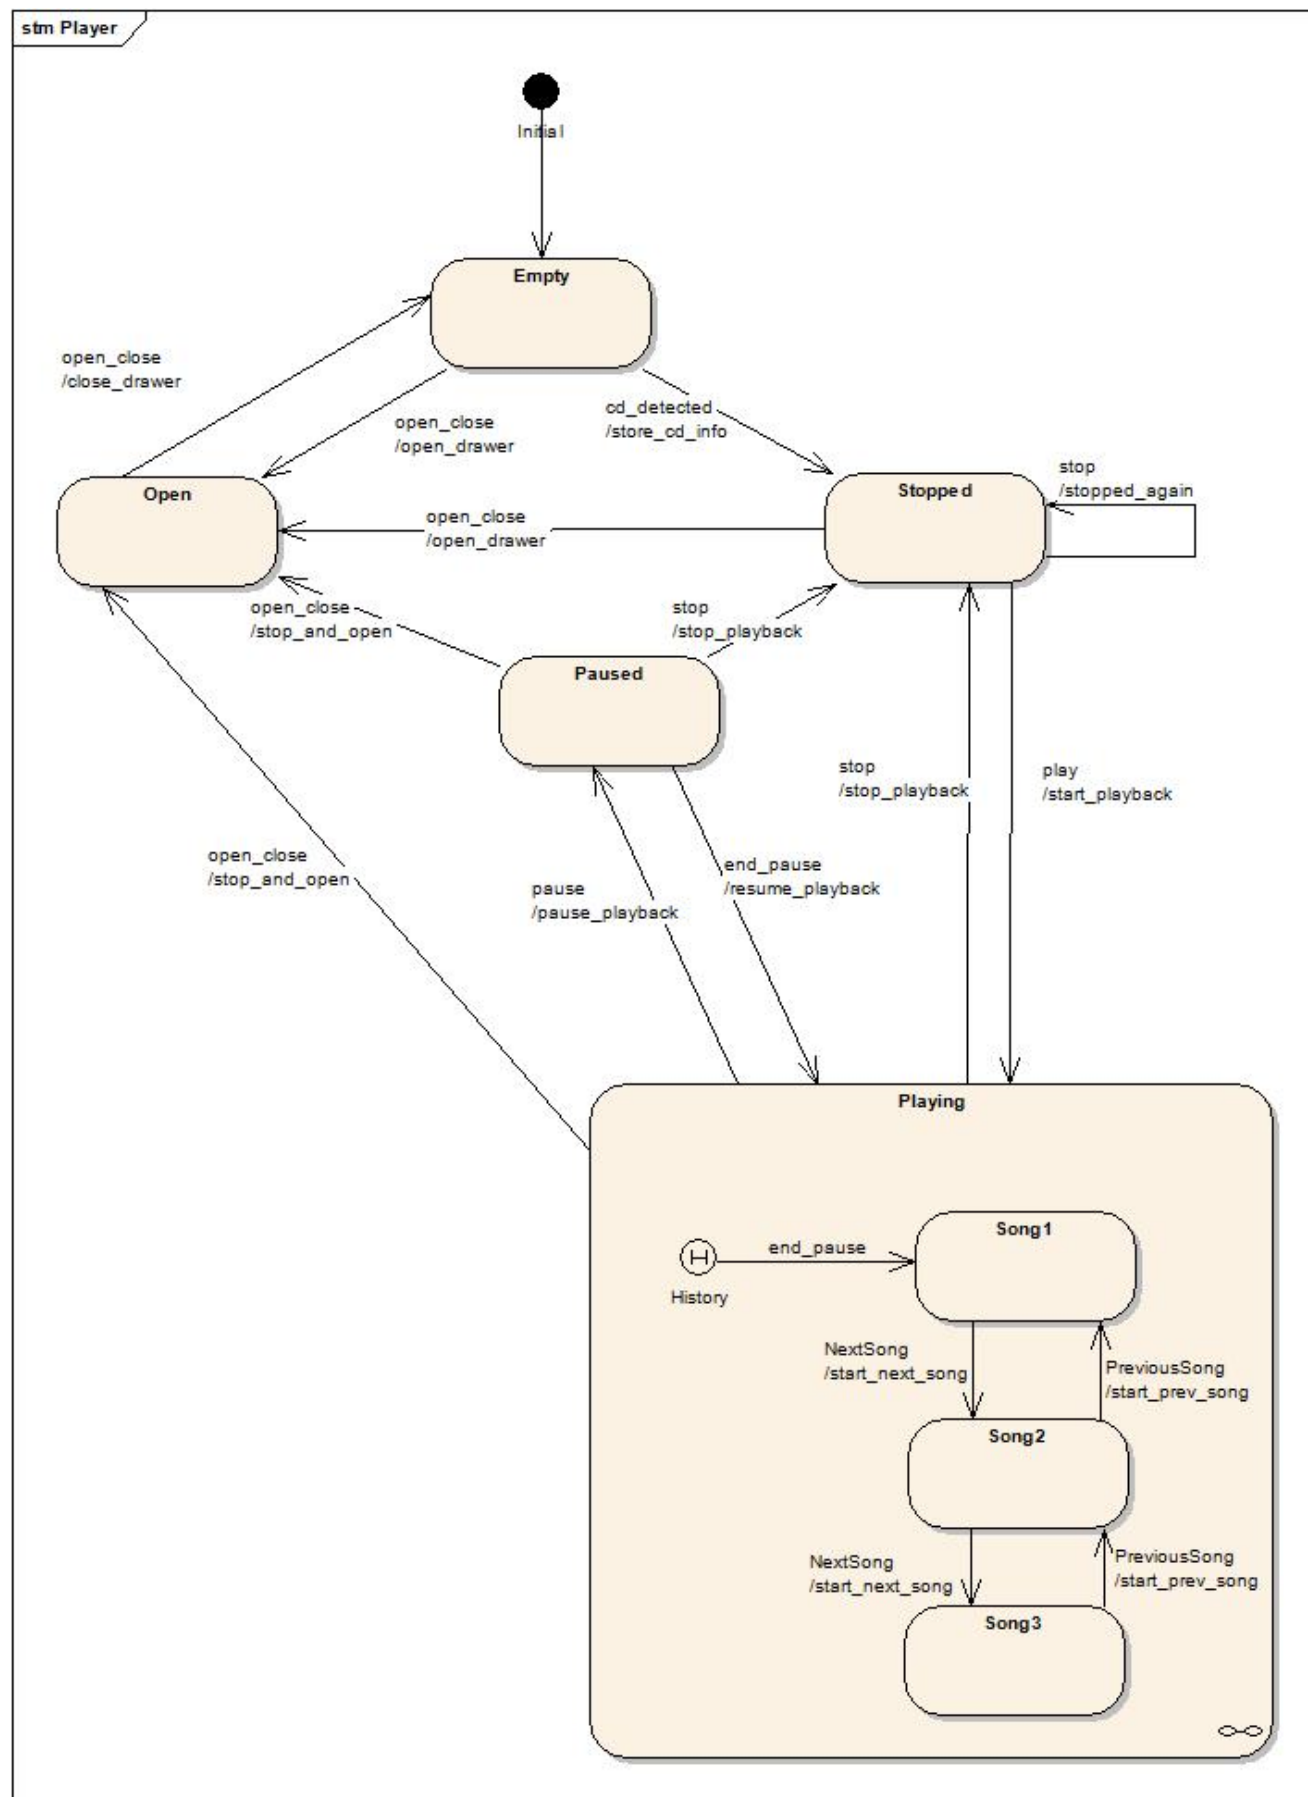 stm Player
Initial
Empty
open_close
/close_drawer
open_close
/open_drawer
cd_detected
/store_cd_info
Open
Stopped
stop
/stopped_again
open_close
/open_drawer
open_close
/stop_and_open
stop
/stop_playback
Paused
stop
/stop_playback
play
/start_playback
open_close
/stop_and_open
pause
/pause_playback
end_pause
/resume_playback
Playing
Song1
end_pause
H
History
NextSong
/start_next_song
PreviousSong
/start_prev_song
Song2
NextSong
/start_next_song
PreviousSong
/start_prev_song
Song3